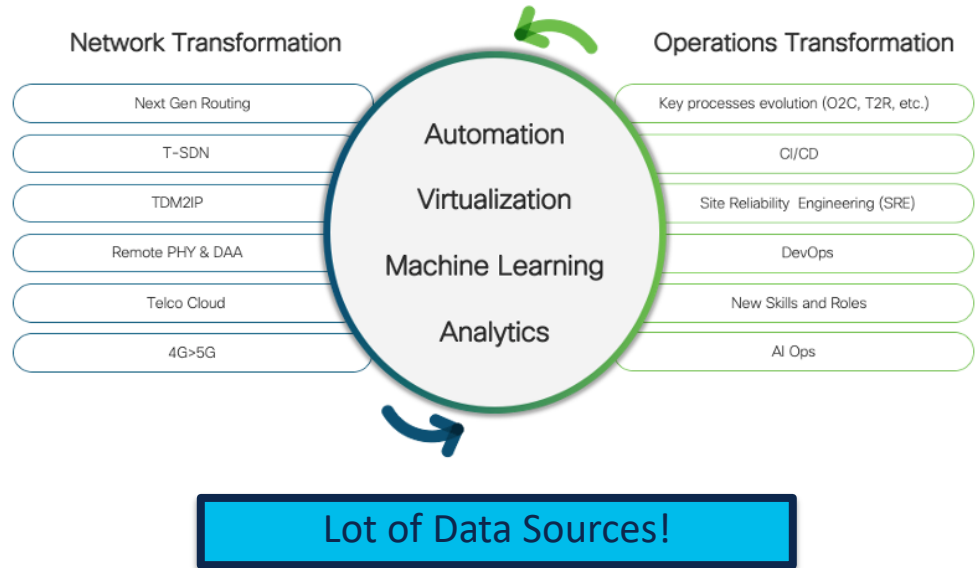 Network Transformation
Next Gen Routing
T-SDN
TDM2IP
Remote PHY & DAA
Telco Cloud
4G>5G
Automation
Virtualization
Machine Learning
Analytics
Operations Transformation
Key processes evolution (O2C, T2R, etc.)
CI/CD
Site Reliability Engineering (SRE)
DevOps
New Skills and Roles
AI Ops
Lot of Data Sources!